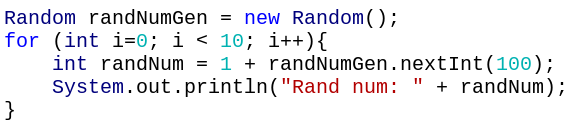 Random randNumGen = new Random();
for (int i=0; i < 10; i++){
    int randNum = 1 + randNumGen.nextInt(100);
    System.out.println("Rand num: " + randNum);
}